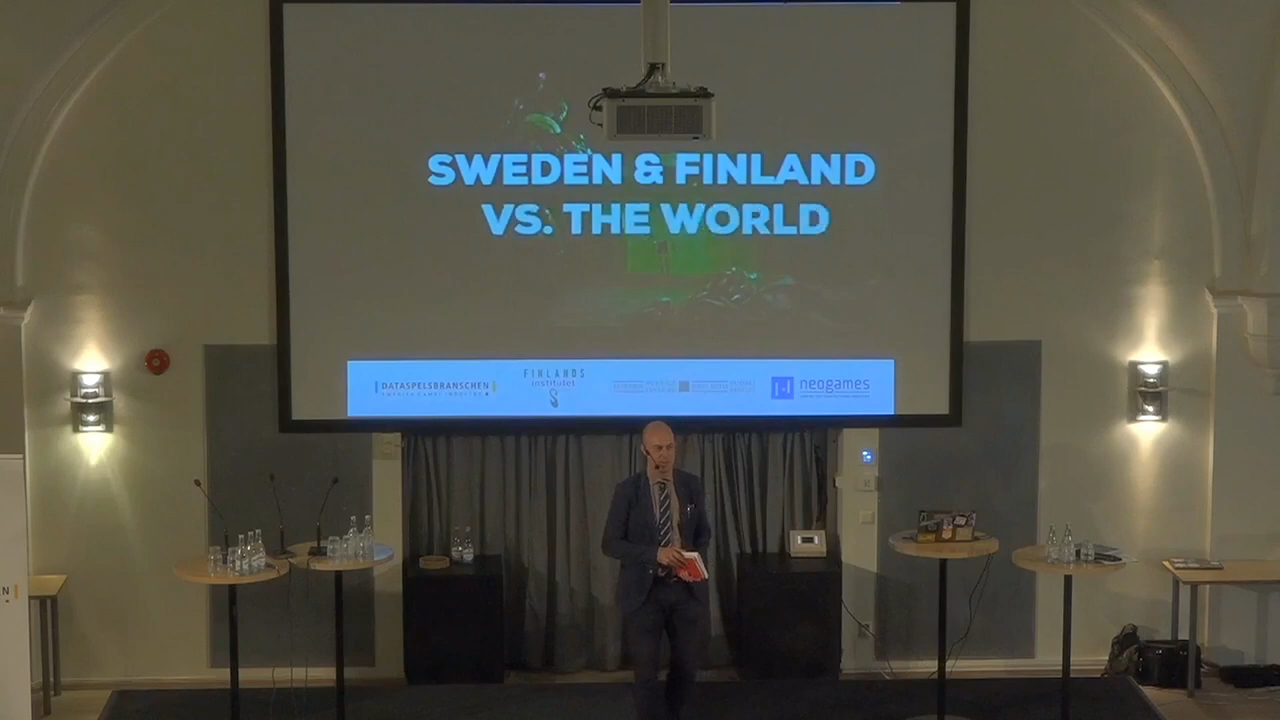 SWEDEN & FINLAND
VS. THE WORLD
DATASPELSBRANSCHEN
FINLANDS
institutet
neogames
N